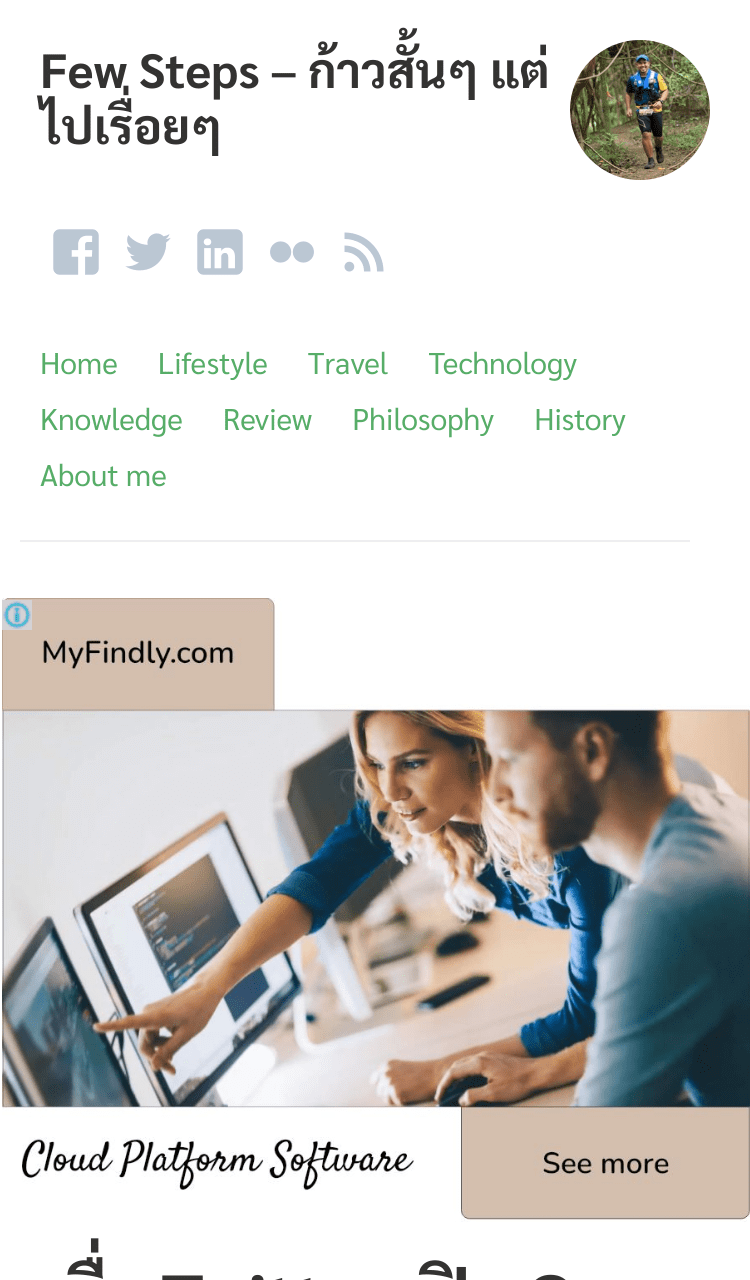 Few Steps – ก้าวสั้นๆ แต่
ไปเรื่อยๆ
Home Lifestyle Travel Technology
Knowledge Review Philosophy History
About me
MyFindly.com
Cloud Platform Software
See more